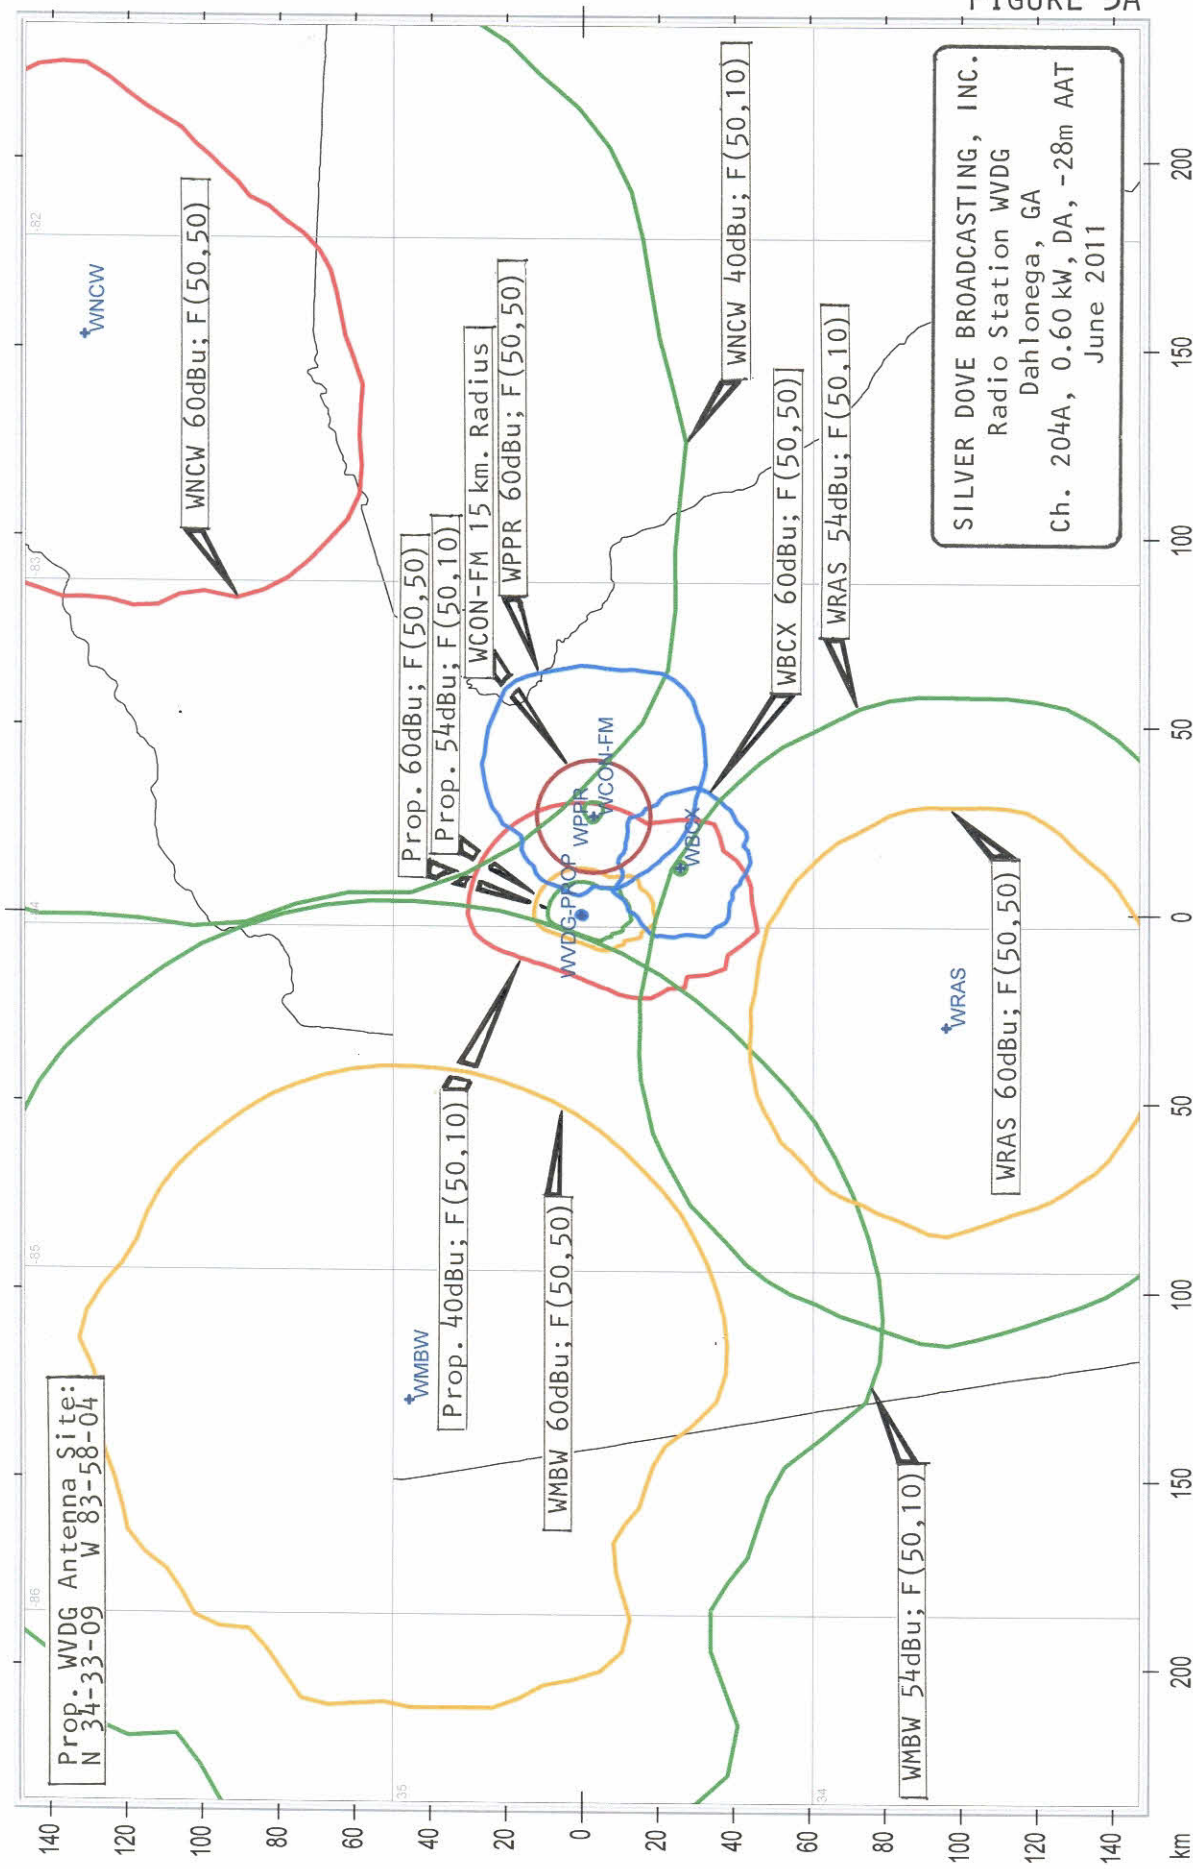 FIGURE 5A
Prop. WVDG Antenna Site:
N 34-33-09 W 83-58-04
WNCW 60dBu; F(50,50)
WNCW
Prop. 60dBu; F(50,50)
Prop. 54dBu; F(50,10)
WCON-FM 15 km. Radius
WPPR 60dBu; F(50,50)
WMBW
Prop. 40dBu; F(50,10)
WMBW 60dBu; F(50,50)
WVDG-PROP
WPPR
WCON-FM
WBCX
WNCW 40dBu; F(50,10)
WBCX 60dBu; F(50,50)
WRAS 54dBu; F(50,10)
WRAS
WRAS 60dBu; F(50,50)
WMBW 54dBu; F(50,10)
SILVER DOVE BROADCASTING, INC.
Radio Station WVDG
Dahlonega, GA
Ch. 204A, 0.60 kW, DA, -28m AAT
June 2011
-86
-85
-83
-82
35
34
140
120
100
80
60
40
20
0
20
40
60
80
100
120
140
km
200
150
100
50
0
50
100
150
200